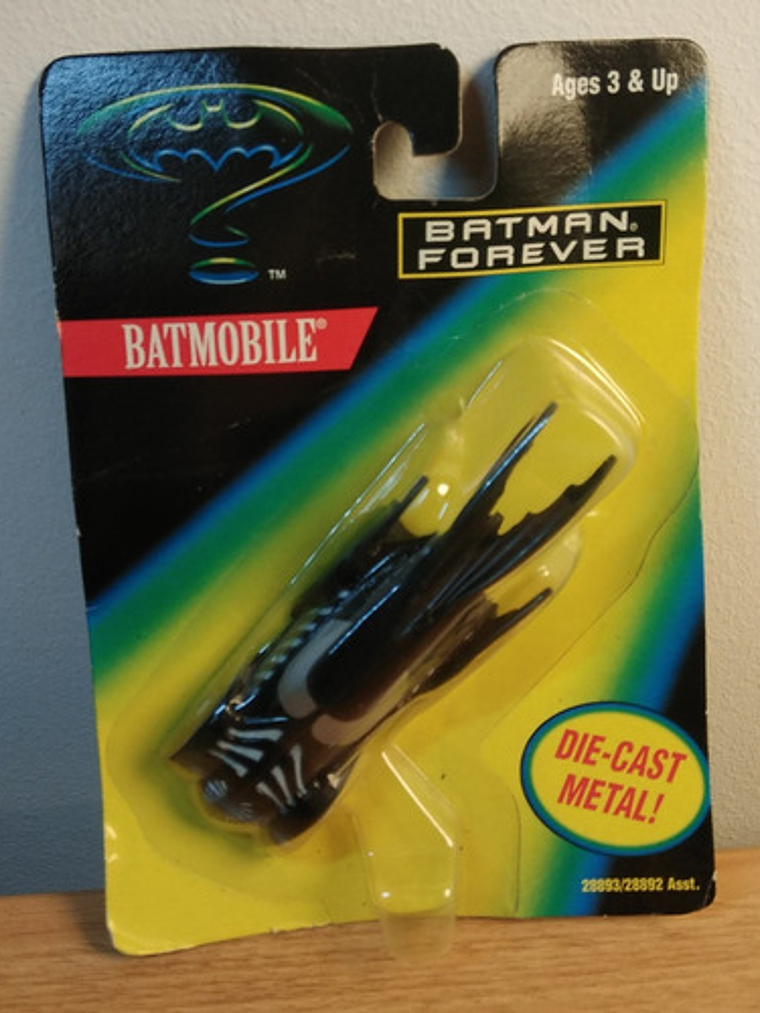 Ages 3 & Up
TM
BATMAN®
FOREVER
BATMOBILE®
DIE-CAST
METAL!
28893/28892 Asst.